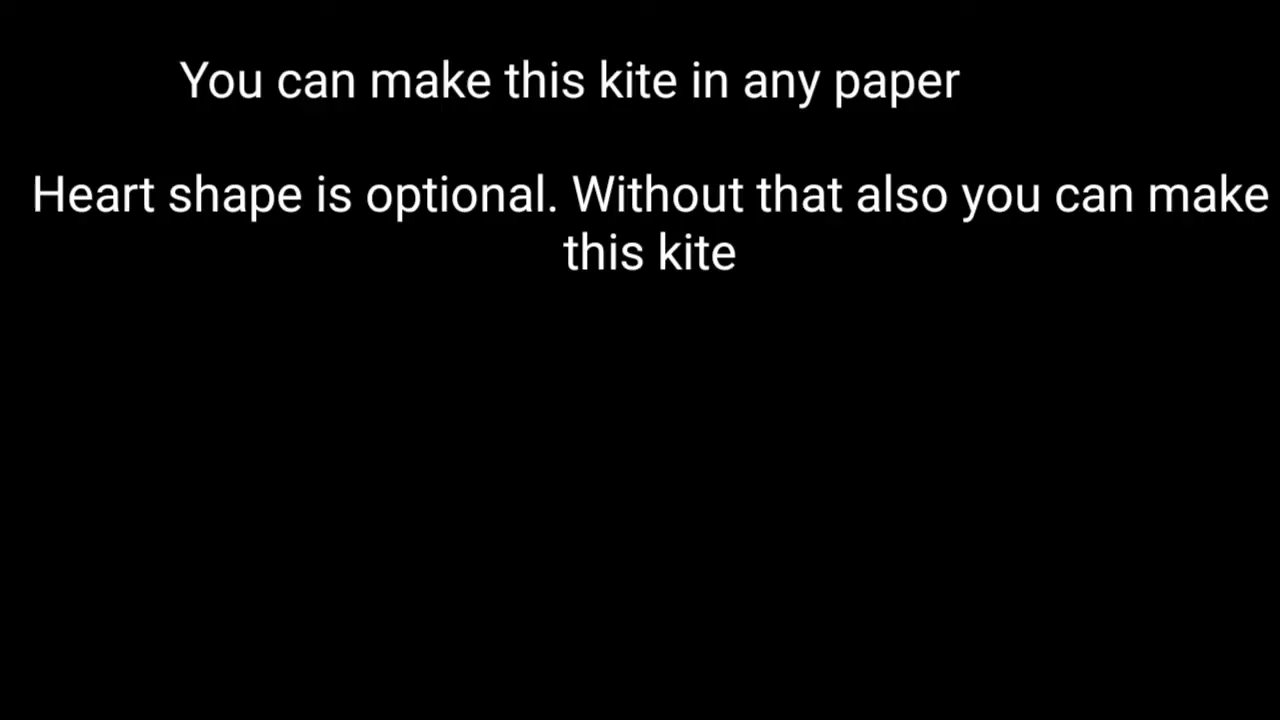 You can make this kite in any paper
Heart shape is optional. Without that also you can make
this kite